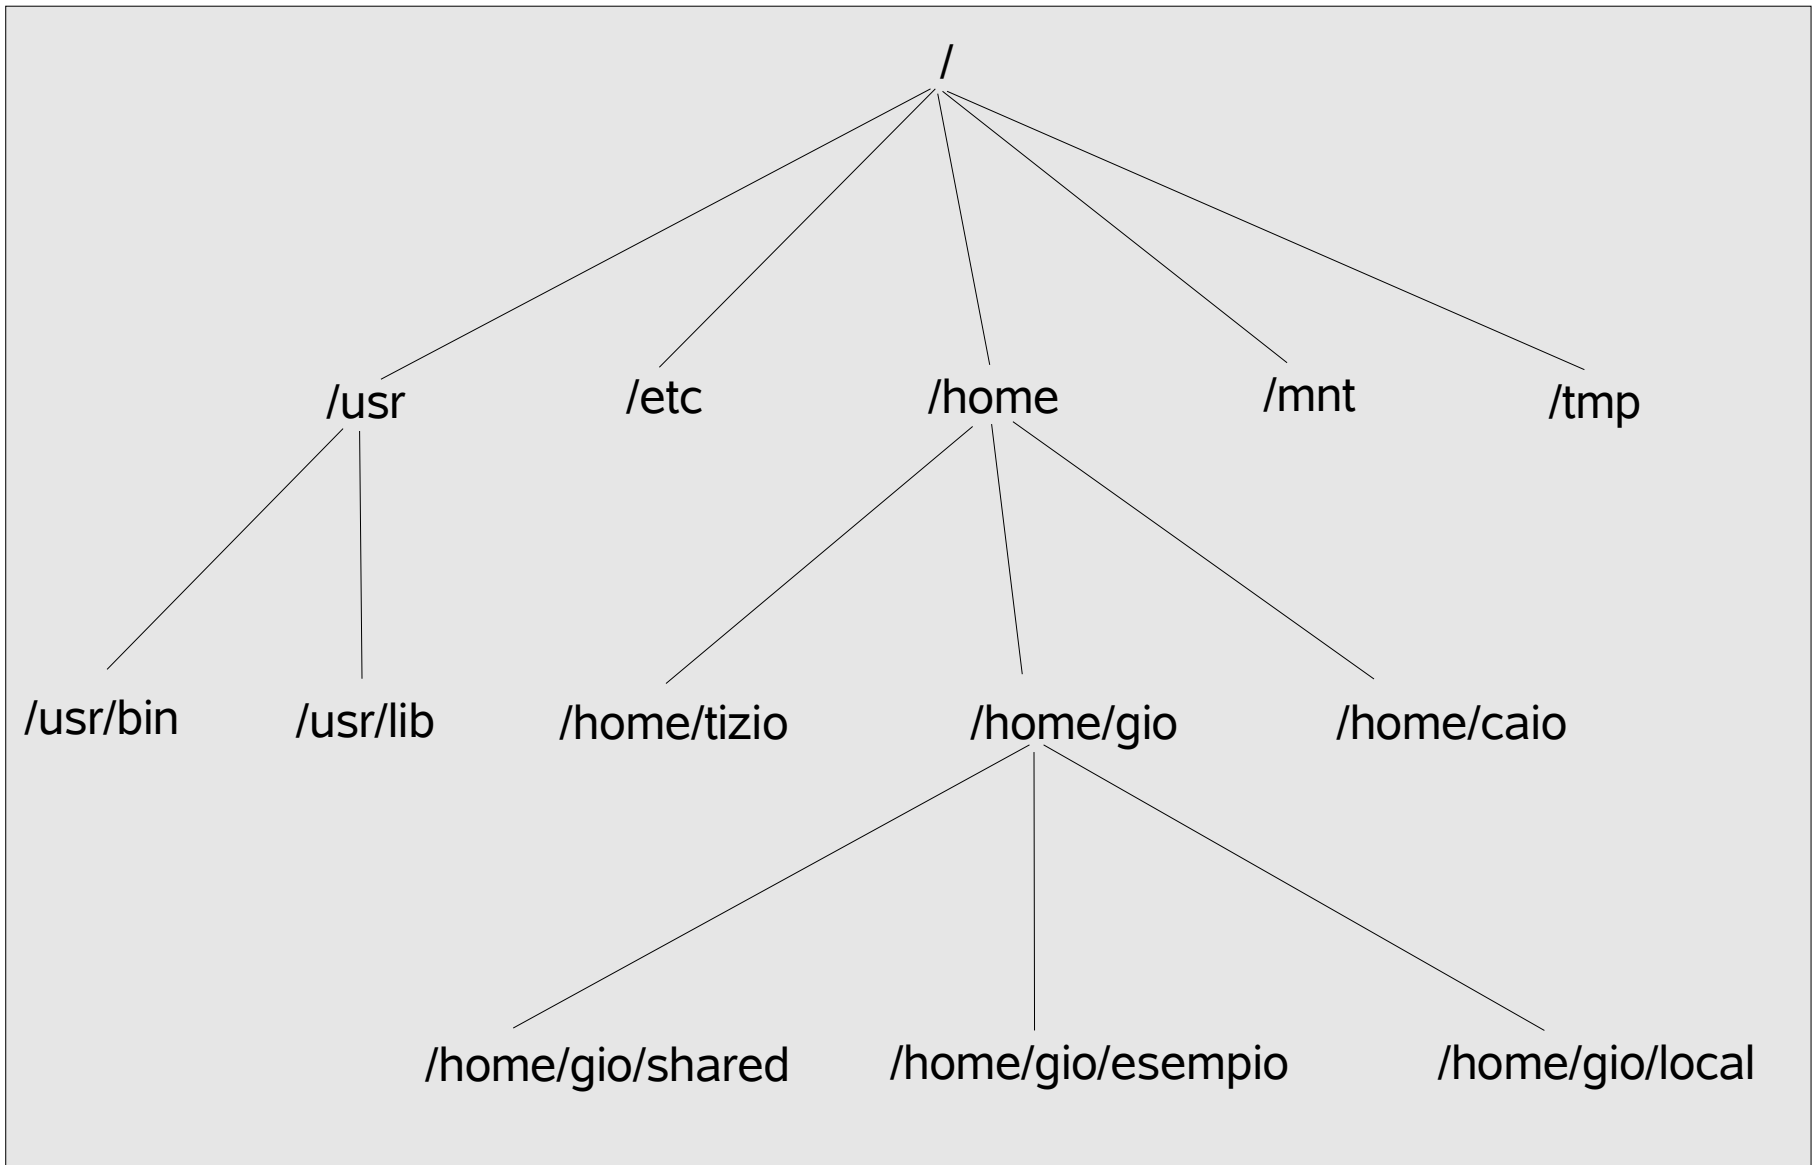 /
/usr /etc /home /mnt /tmp
/usr/bin /usr/lib /home/tizio /home/gio /home/caio
/home/gio/shared /home/gio/esempio /home/gio/local